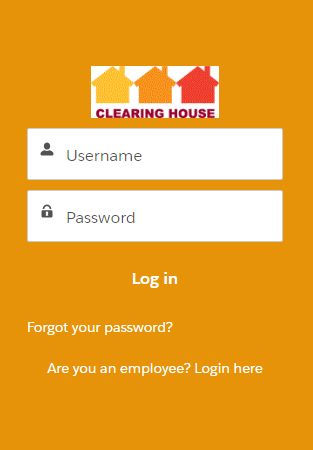 CLEARING HOUSE
Username
Password
Log in
Forgot your password?
Are you an employee? Login here